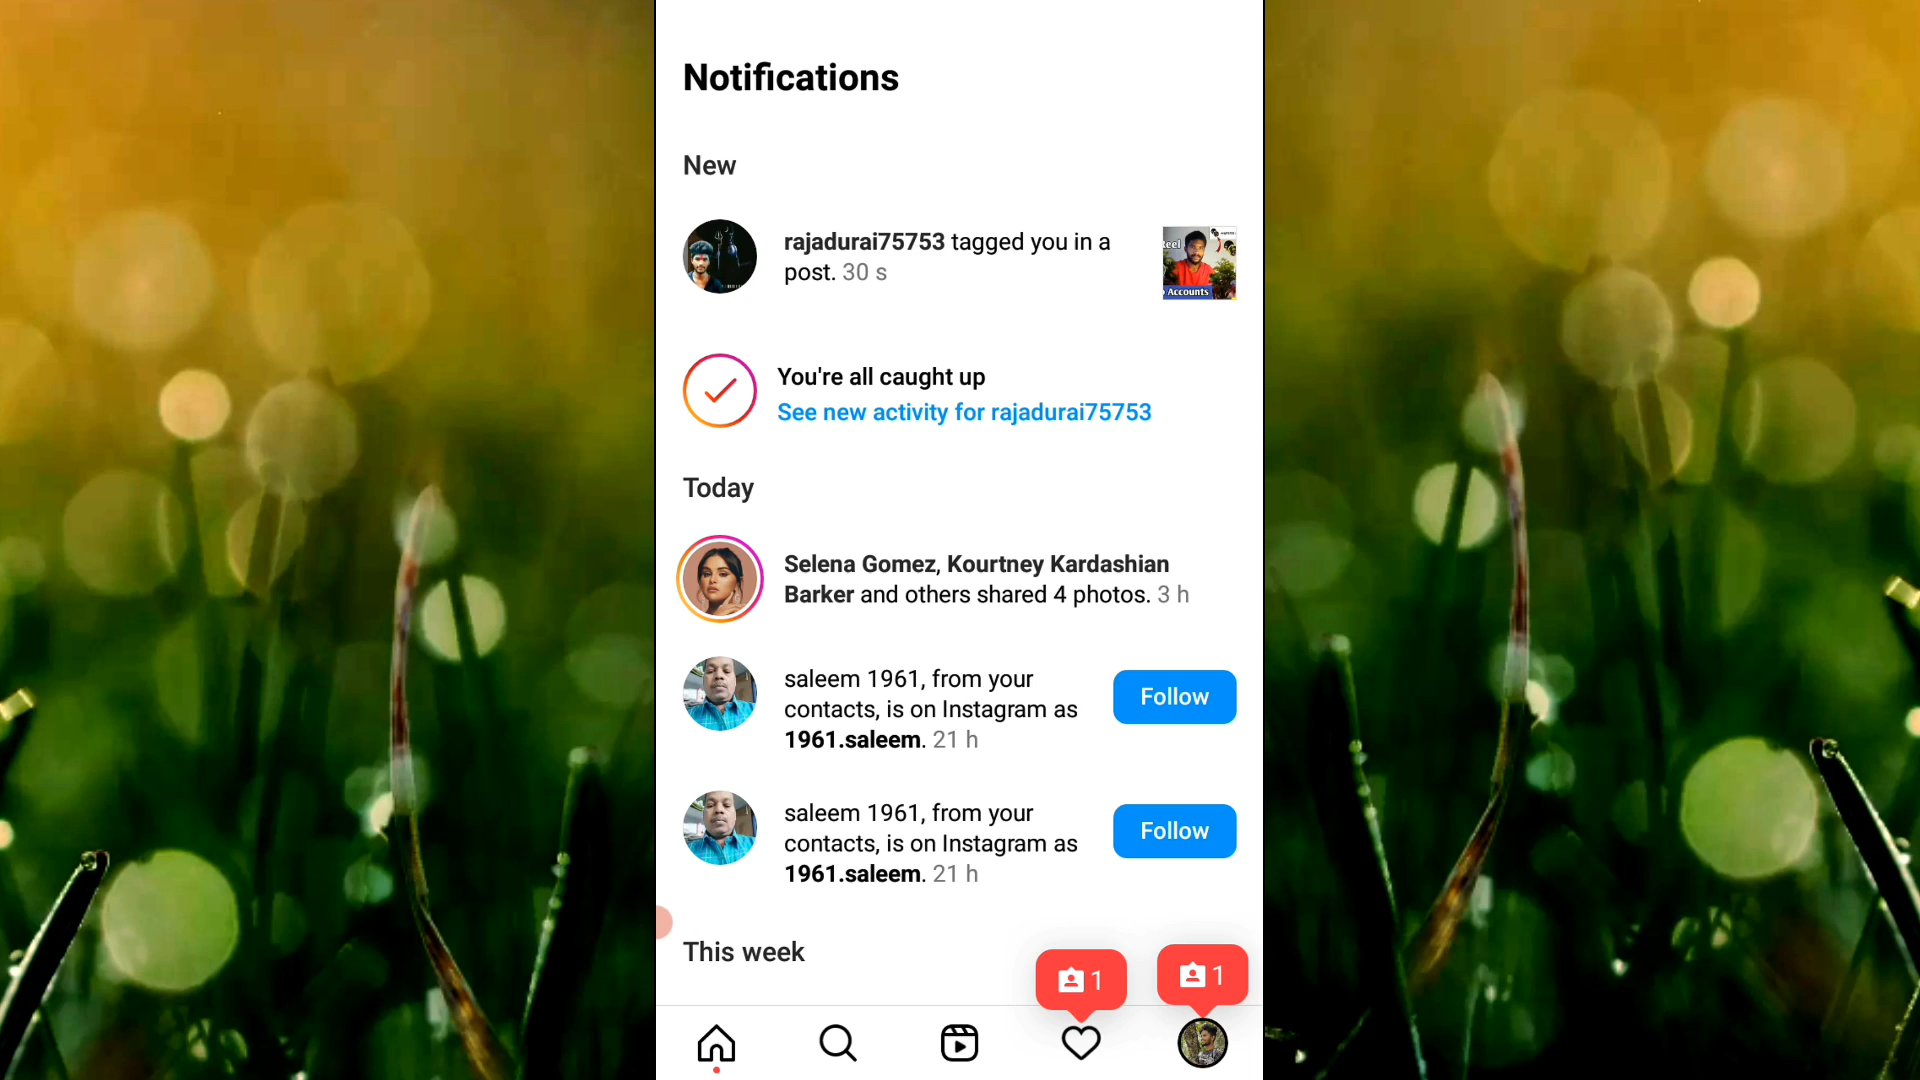 Notifications
New
rajadurai75753 tagged you in a
post. 30 s
eel
Accounts
You're all caught up
See new activity for rajadurai75753
Today
Selena Gomez, Kourtney Kardashian
Barker and others shared 4 photos. 3 h
saleem 1961, from your
contacts, is on Instagram as
1961.saleem. 21 h
Follow
saleem 1961, from your
contacts, is on Instagram as
1961.saleem. 21 h
Follow
This week
1
1